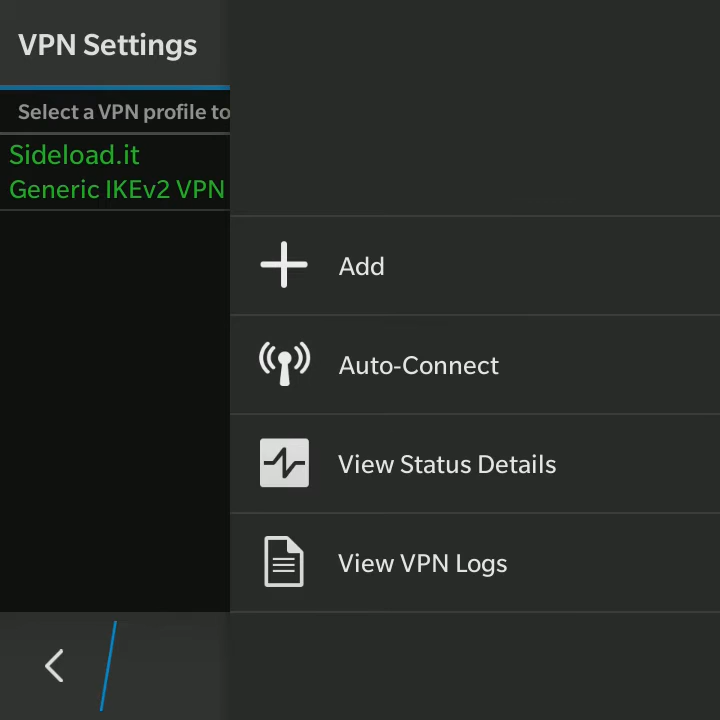 VPN Settings
Select a VPN profile to
Sideload.it
Generic IKEv2 VPN
Add
Auto-Connect
View Status Details
View VPN Logs